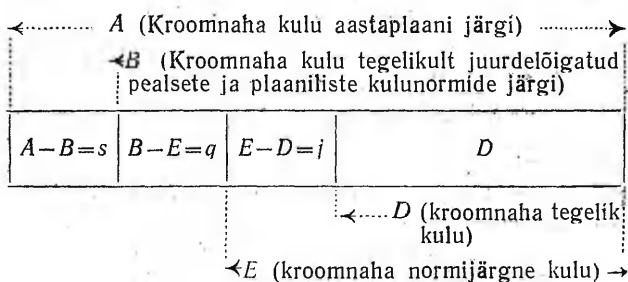 A (Kroomnaha kulu aastaplaani järgi)
B (Kroomnaha kulu tegelikult juurdelõigatud
pealsete ja plaaniliste kulunormide järgi)
A−B=s B−E=q E−D=j D
D (kroomnaha tegelik
kulu)
E (kroomnaha normijärgne kulu)